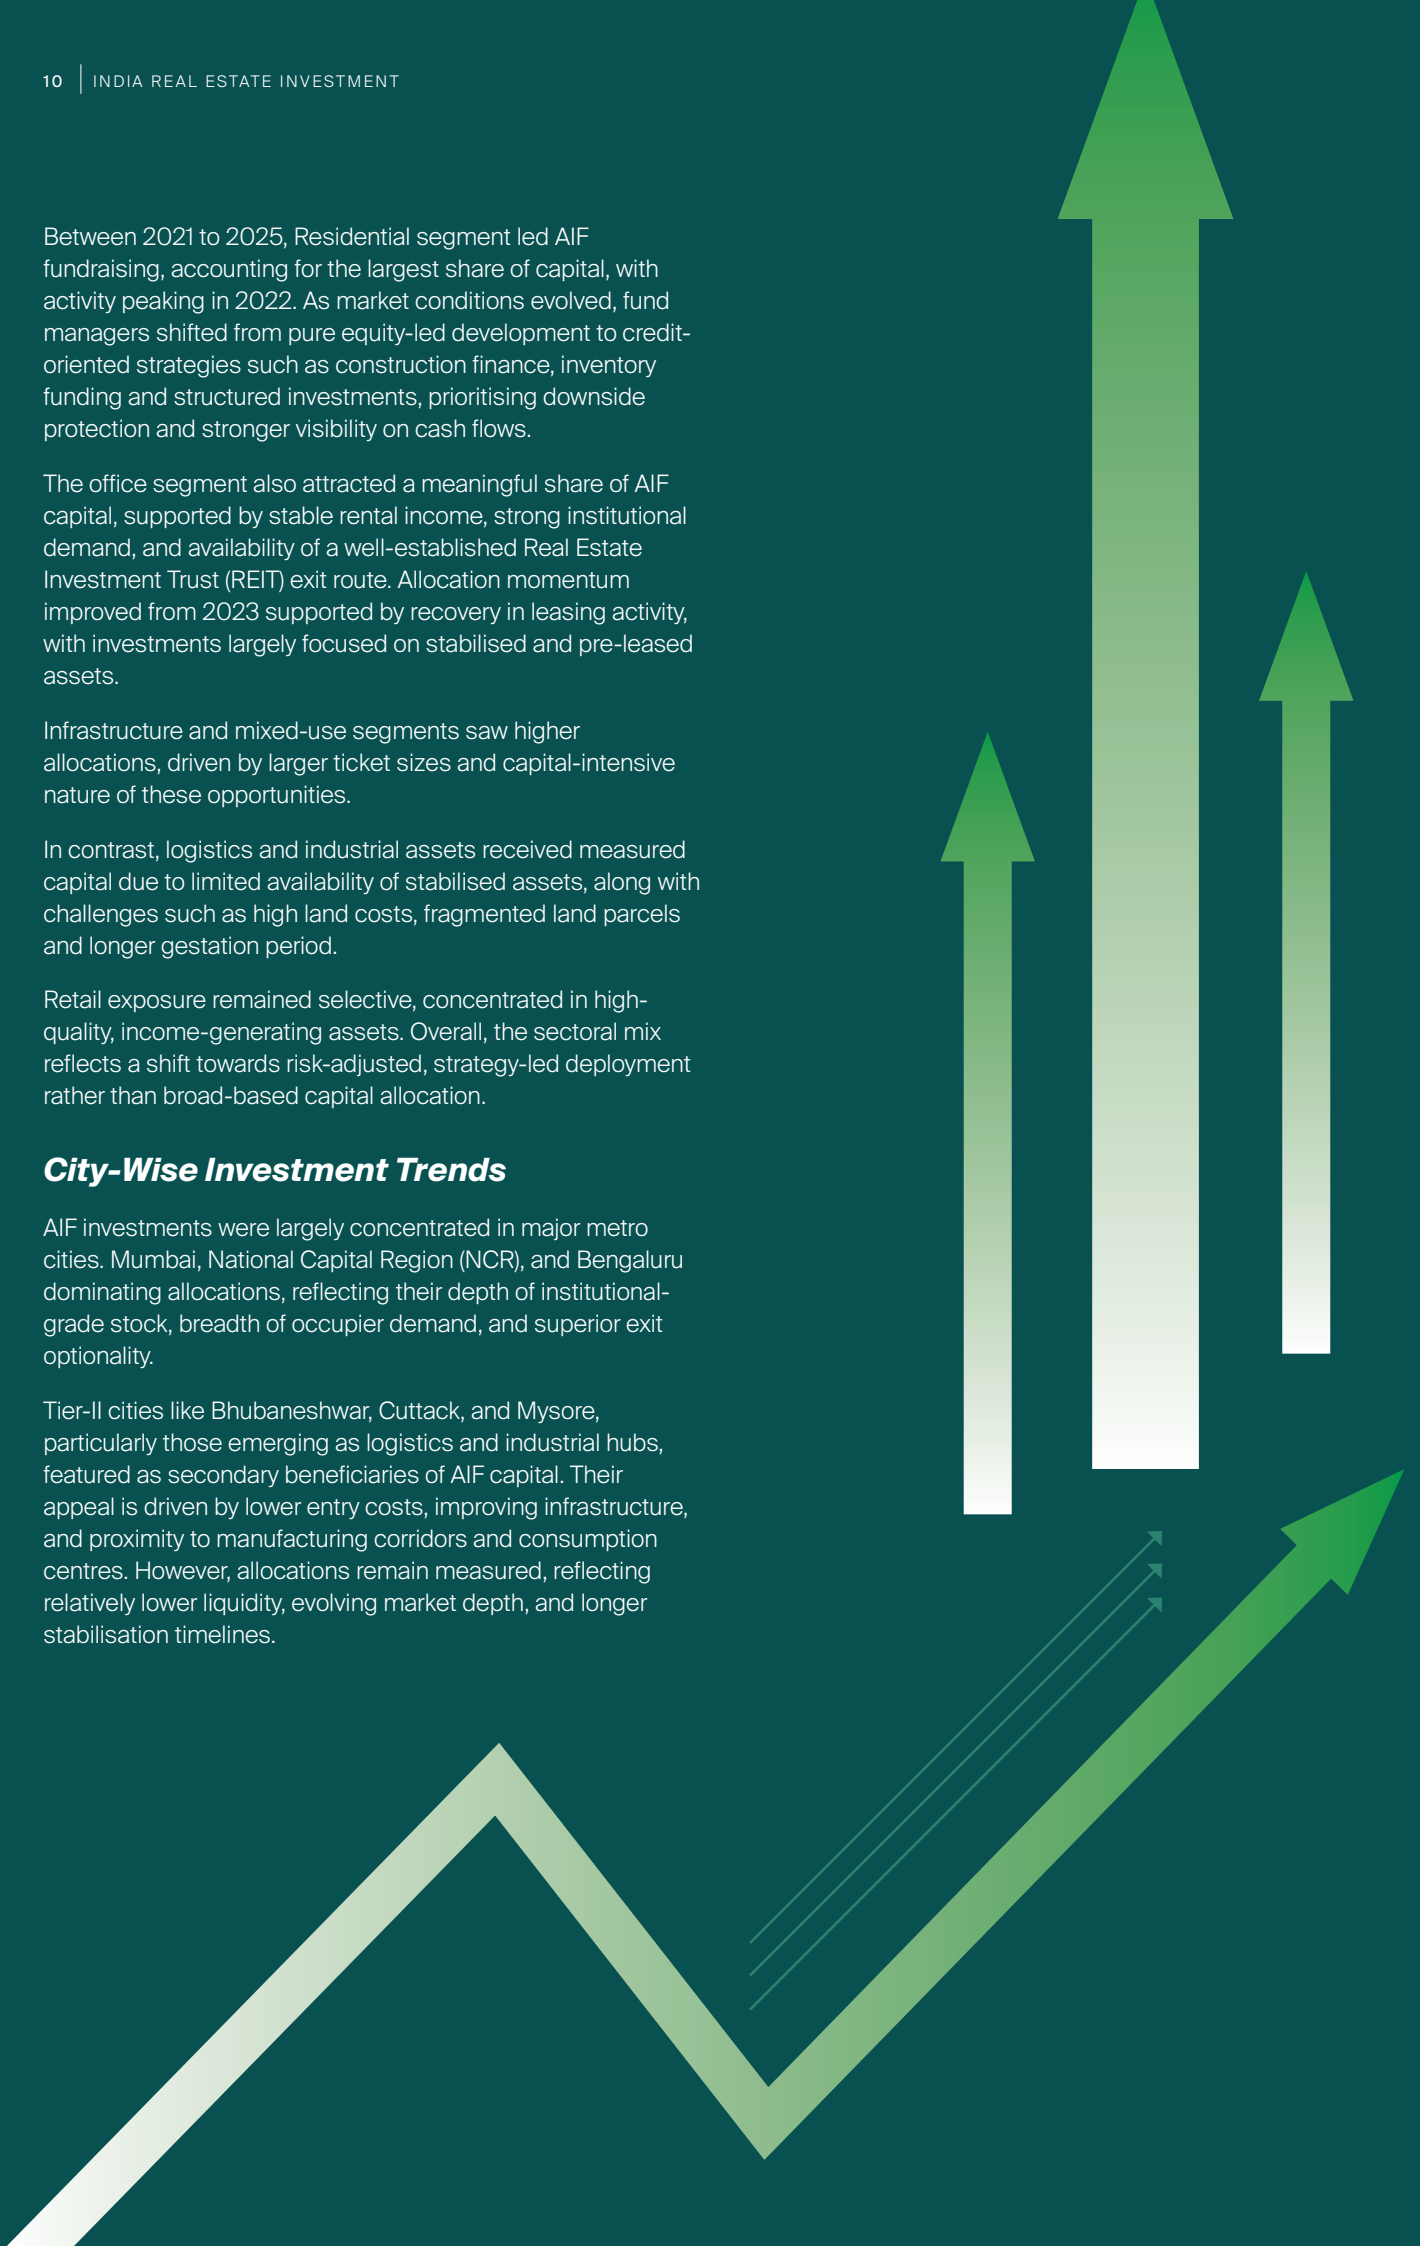 10 INDIA REAL ESTATE INVESTMENT
Between 2021 to 2025, Residential segment led AIF
fundraising, accounting for the largest share of capital, with
activity peaking in 2022. As market conditions evolved, fund
managers shifted from pure equity-led development to credit-
oriented strategies such as construction finance, inventory
funding and structured investments, prioritising downside
protection and stronger visibility on cash flows.
The office segment also attracted a meaningful share of AIF
capital, supported by stable rental income, strong institutional
demand, and availability of a well-established Real Estate
Investment Trust (REIT) exit route. Allocation momentum
improved from 2023 supported by recovery in leasing activity,
with investments largely focused on stabilised and pre-leased
assets.
Infrastructure and mixed-use segments saw higher
allocations, driven by larger ticket sizes and capital-intensive
nature of these opportunities.
In contrast, logistics and industrial assets received measured
capital due to limited availability of stabilised assets, along with
challenges such as high land costs, fragmented land parcels
and longer gestation period.
Retail exposure remained selective, concentrated in high-
quality, income-generating assets. Overall, the sectoral mix
reflects a shift towards risk-adjusted, strategy-led deployment
rather than broad-based capital allocation.
City-Wise Investment Trends
AIF investments were largely concentrated in major metro
cities. Mumbai, National Capital Region (NCR), and Bengaluru
dominating allocations, reflecting their depth of institutional-
grade stock, breadth of occupier demand, and superior exit
optionality.
Tier-II cities like Bhubaneshwar, Cuttack, and Mysore,
particularly those emerging as logistics and industrial hubs,
featured as secondary beneficiaries of AIF capital. Their
appeal is driven by lower entry costs, improving infrastructure,
and proximity to manufacturing corridors and consumption
centres. However, allocations remain measured, reflecting
relatively lower liquidity, evolving market depth, and longer
stabilisation timelines.